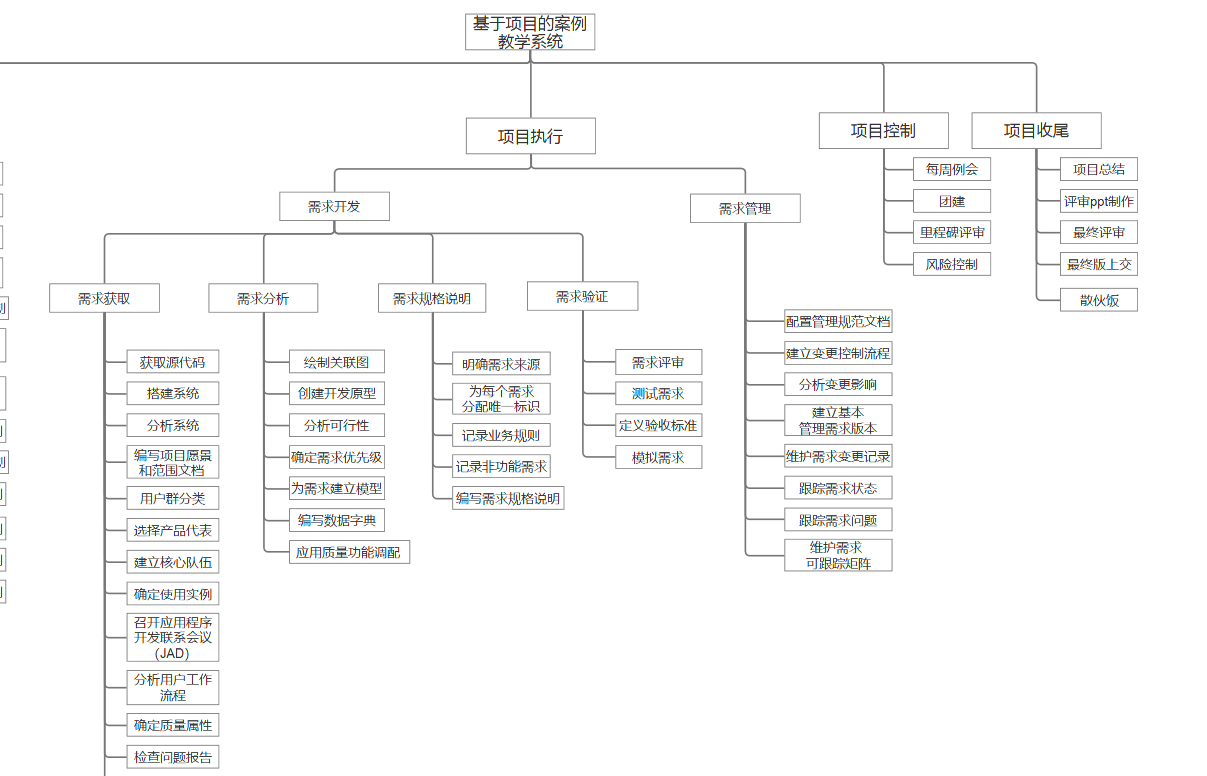 基于项目的案例
教学系统
项目执行
项目控制
项目收尾
每周例会
团建
里程碑评审
风险控制
项目总结
评审ppt制作
最终评审
最终版上交
散伙饭
需求开发
需求管理
需求获取
需求分析
需求规格说明
需求验证
获取源代码
搭建系统
分析系统
编写项目愿景
和范围文档
用户群分类
选择产品代表
建立核心队伍
确定使用实例
召开应用程序
开发联系会议
(JAD)
分析用户工作
流程
确定质量属性
检查问题报告
绘制关联图
创建开发原型
分析可行性
确定需求优先级
为需求建立模型
编写数据字典
应用质量功能调配
明确需求来源
为每个需求
分配唯一标识
记录业务规则
记录非功能需求
编写需求规格说明
需求评审
测试需求
定义验收标准
模拟需求
配置管理规范文档
建立变更控制流程
分析变更影响
建立基本
管理需求版本
维护需求变更记录
跟踪需求状态
跟踪需求问题
维护需求
可跟踪矩阵